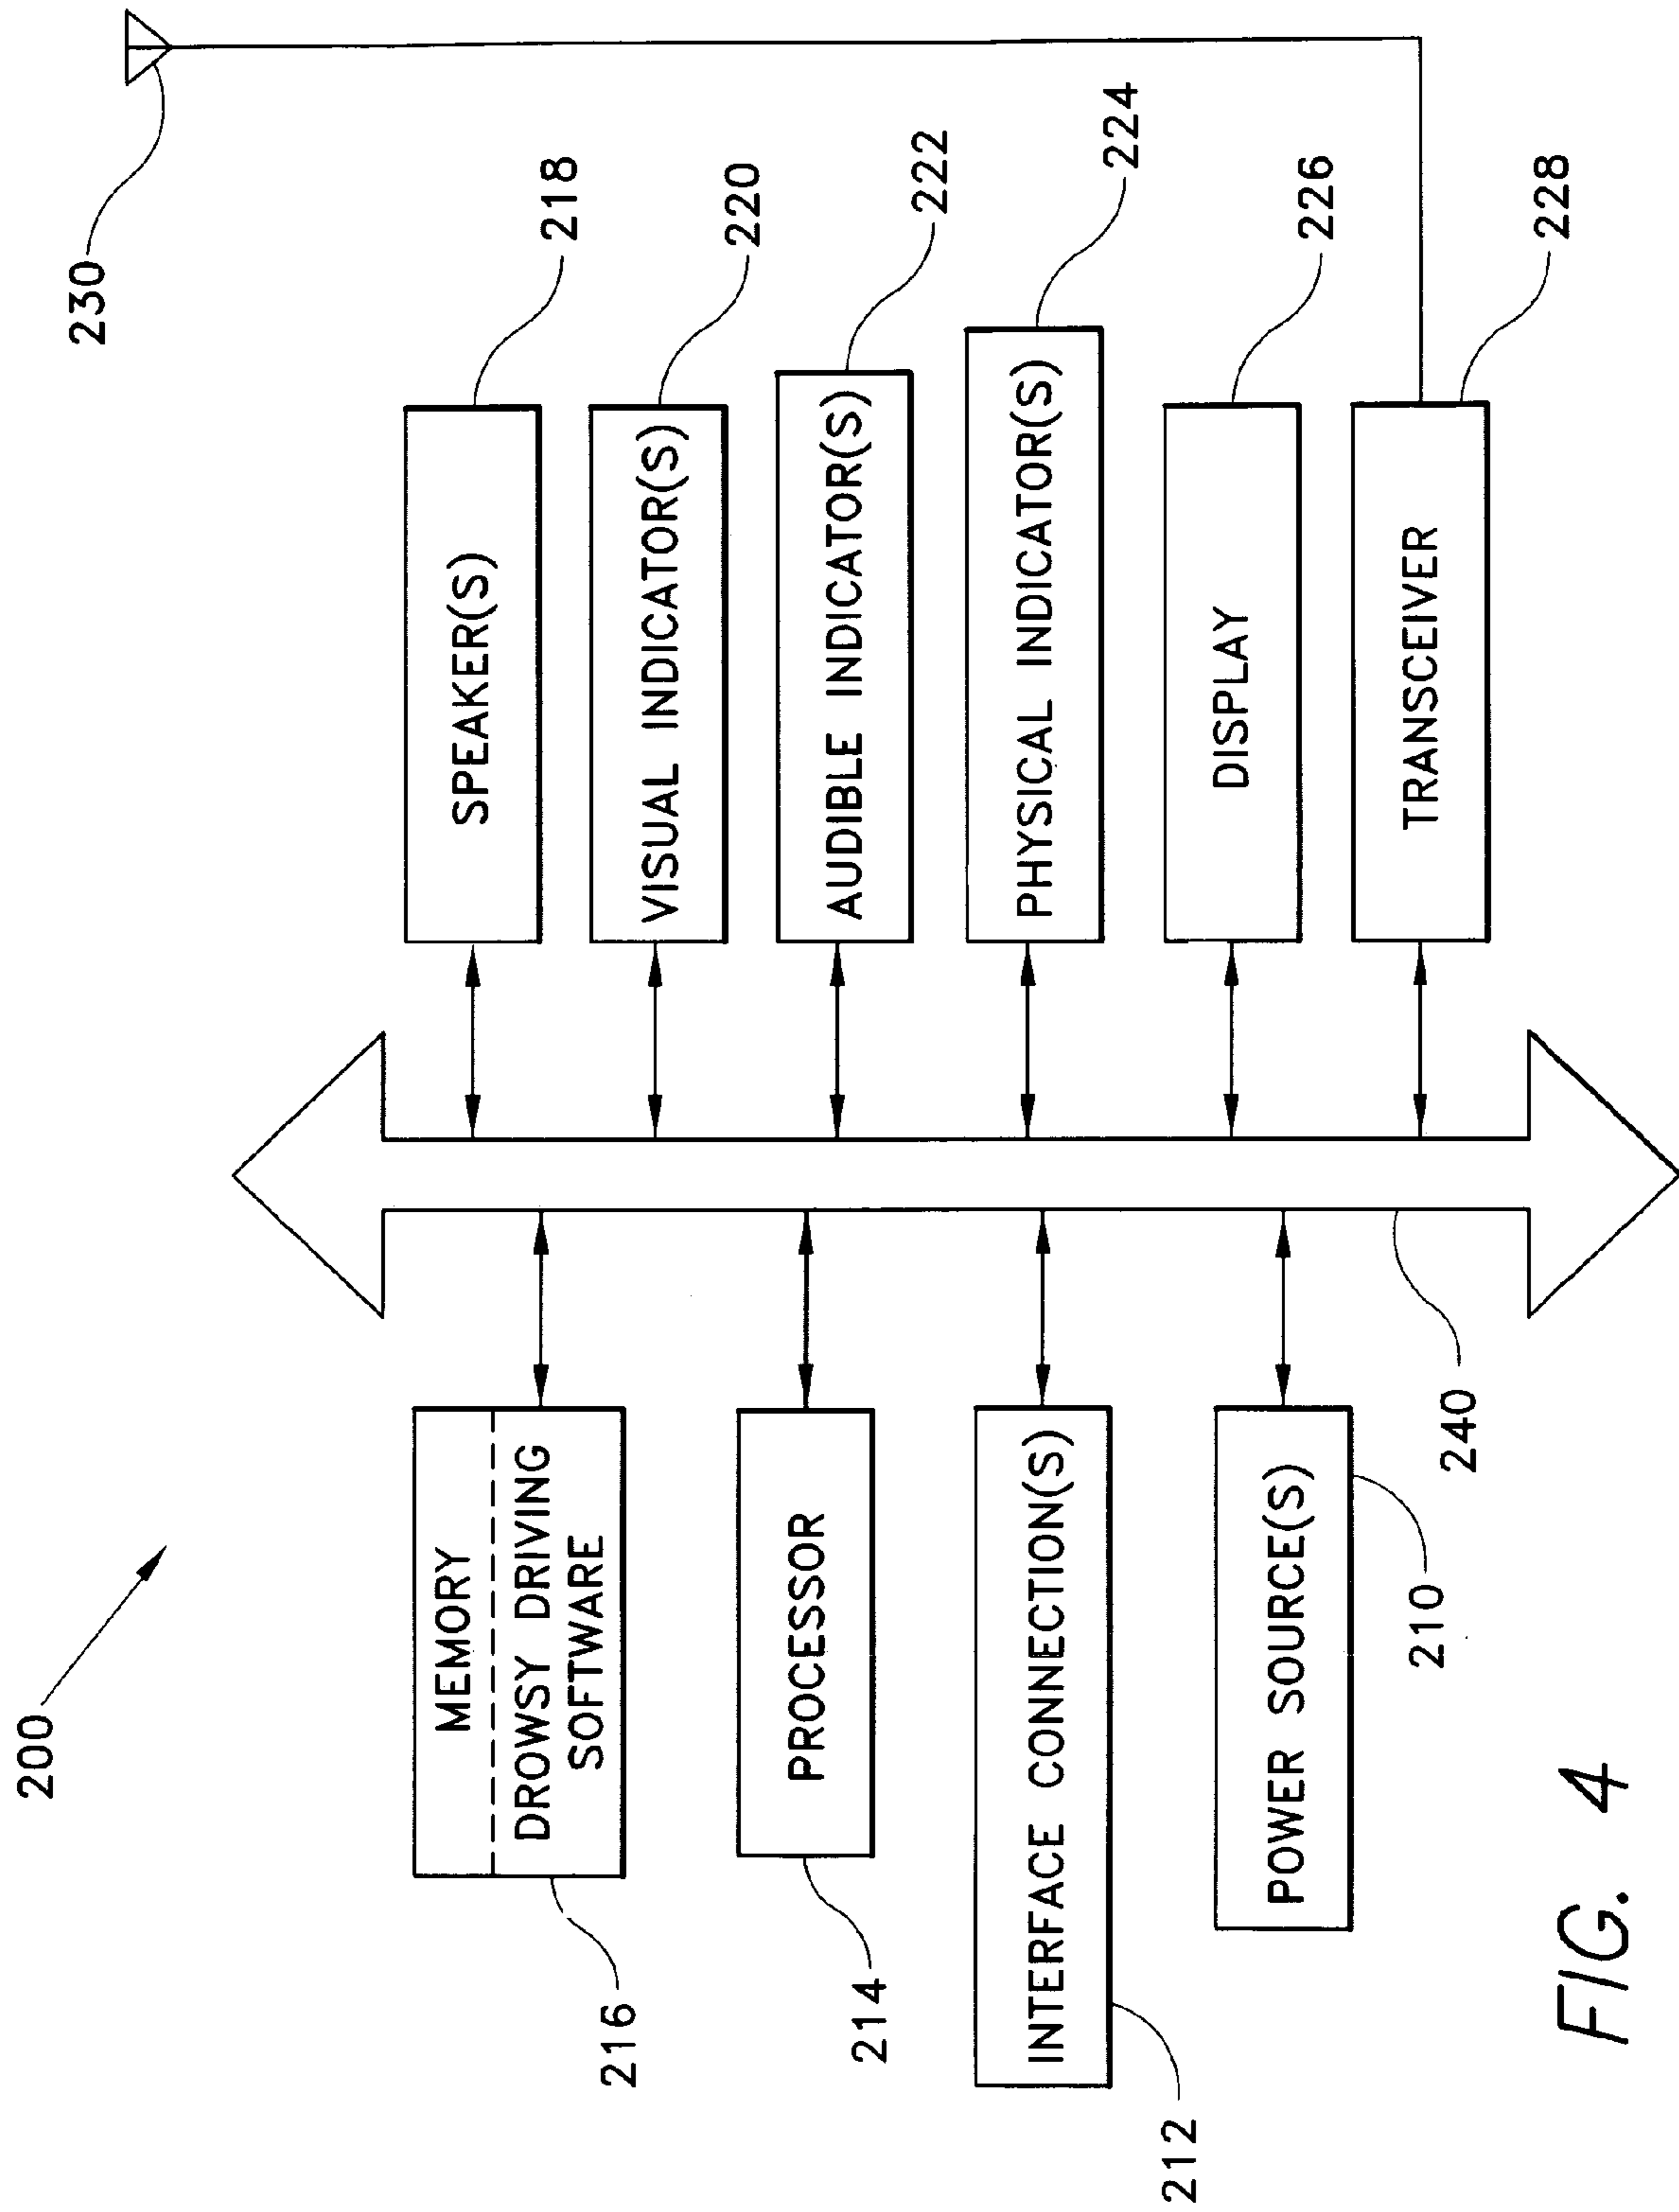 200
230
MEMORY
DROWSY DRIVING
SOFTWARE
216
PROCESSOR
214
INTERFACE CONNECTION(S)
212
POWER SOURCE(S)
210
240
SPEAKER(S)
218
VISUAL INDICATOR(S)
220
AUDIBLE INDICATOR(S)
222
PHYSICAL INDICATOR(S)
224
DISPLAY
226
TRANSCEIVER
228
FIG. 4